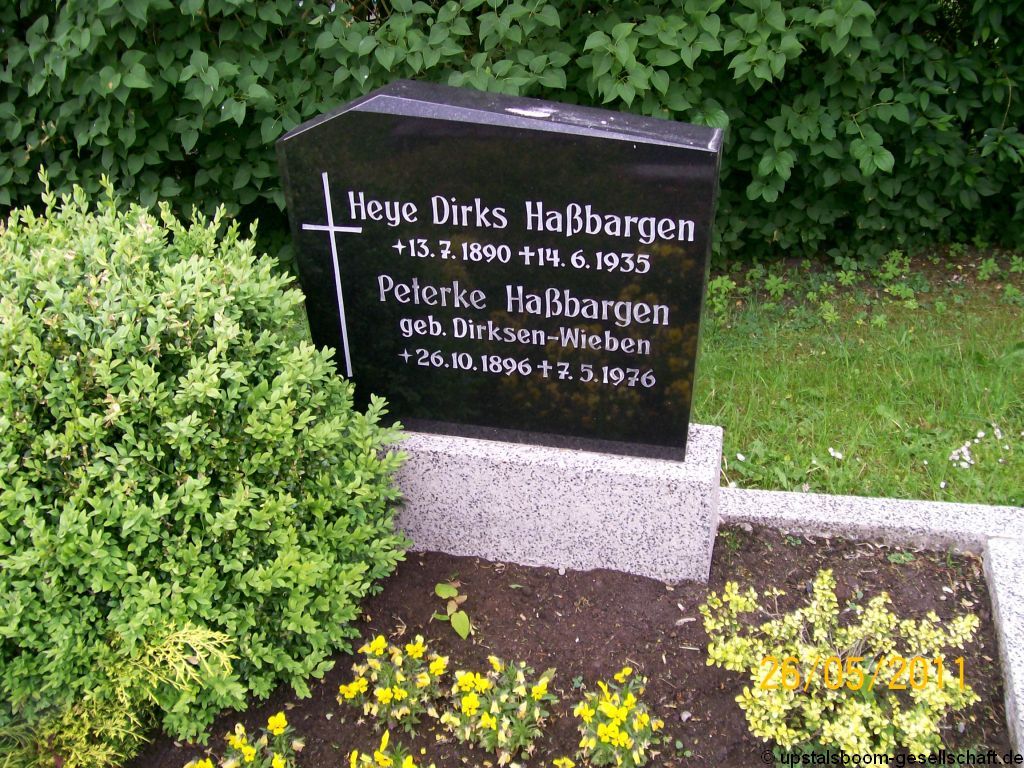 Heye Dirks Haßbargen
✦13.7.1890 ✝14.6.1935
Peterke Haßbargen
geb. Dirksen-Wieben
✦26.10.1896 ✝7.5.1976
26/05/2011
© upstalsboom-gesellschaft.de